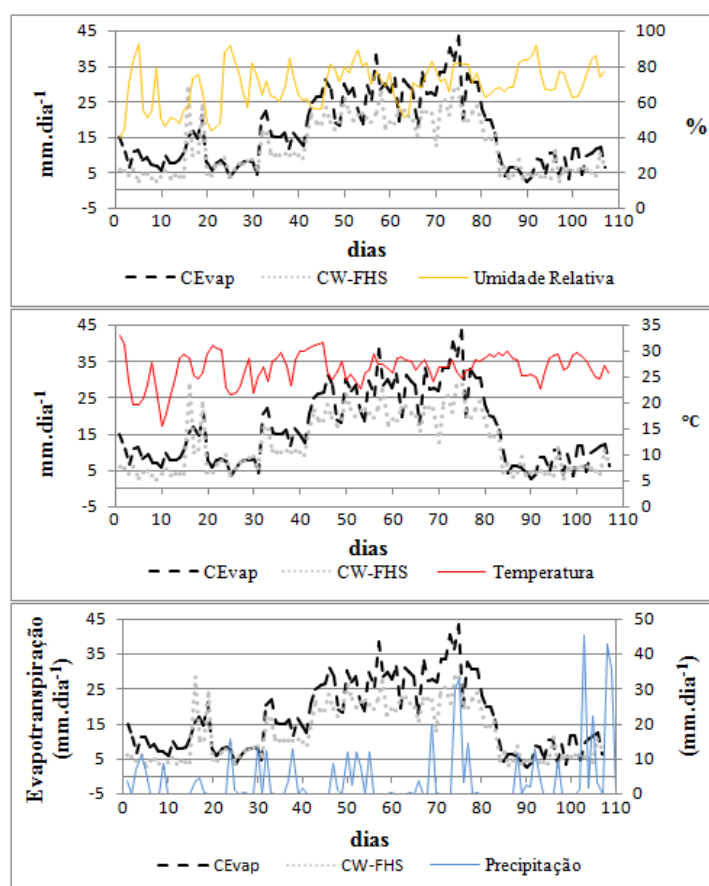 45 100
35 80
25 60
15 40
5 20
-5 0
mm.dia⁻¹
%
0 10 20 30 40 50 60 70 80 90 100 110
dias
CEvap CW-FHS Umidade Relativa
45 35
35 30
25 25
15 20
5 15
-5 10
5
0
mm.dia⁻¹
°C
0 10 20 30 40 50 60 70 80 90 100 110
dias
CEvap CW-FHS Temperatura
45 50
35 40
25 30
15 20
5 10
-5 0
Evapotranspiração
(mm.dia⁻¹)
(mm.dia⁻¹)
0 10 20 30 40 50 60 70 80 90 100 110
dias
CEvap CW-FHS Precipitação